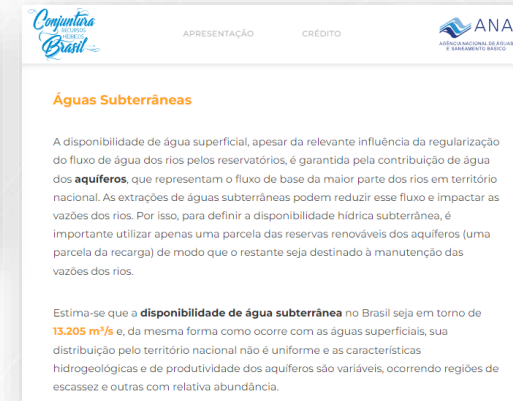 Conjuntura
RECURSOS
HÍDRICOS
Brasil
APRESENTAÇÃO
CRÉDITO
ANA
AGÊNCIA NACIONAL DE ÁGUAS
E SANEAMENTO BÁSICO
Águas Subterrâneas
A disponibilidade de água superficial, apesar da relevante influência da regularização
do fluxo de água dos rios pelos reservatórios, é garantida pela contribuição de água
dos aquíferos, que representam o fluxo de base da maior parte dos rios em território
nacional. As extrações de águas subterrâneas podem reduzir esse fluxo e impactar as
vazões dos rios. Por isso, para definir a disponibilidade hídrica subterrânea, é
importante utilizar apenas uma parcela das reservas renováveis dos aquíferos (uma
parcela da recarga) de modo que o restante seja destinado à manutenção das
vazões dos rios.
Estima-se que a disponibilidade de água subterrânea no Brasil seja em torno de
13.205 m³/s e, da mesma forma como ocorre com as águas superficiais, sua
distribuição pelo território nacional não é uniforme e as características
hidrogeológicas e de produtividade dos aquíferos são variáveis, ocorrendo regiões de
escassez e outras com relativa abundância.